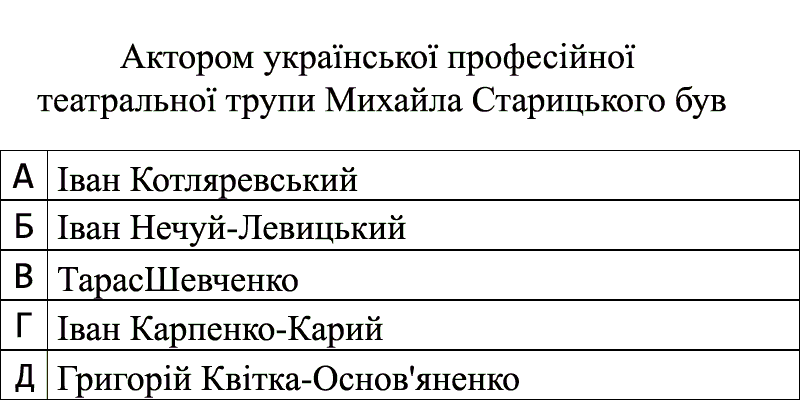 Актором української професійної
театральної трупи Михайла Старицького був
А Іван Котляревський
Б Іван Нечуй-Левицький
В ТарасШевченко
Г Іван Карпенко-Карий
Д Григорій Квітка-Основ'яненко